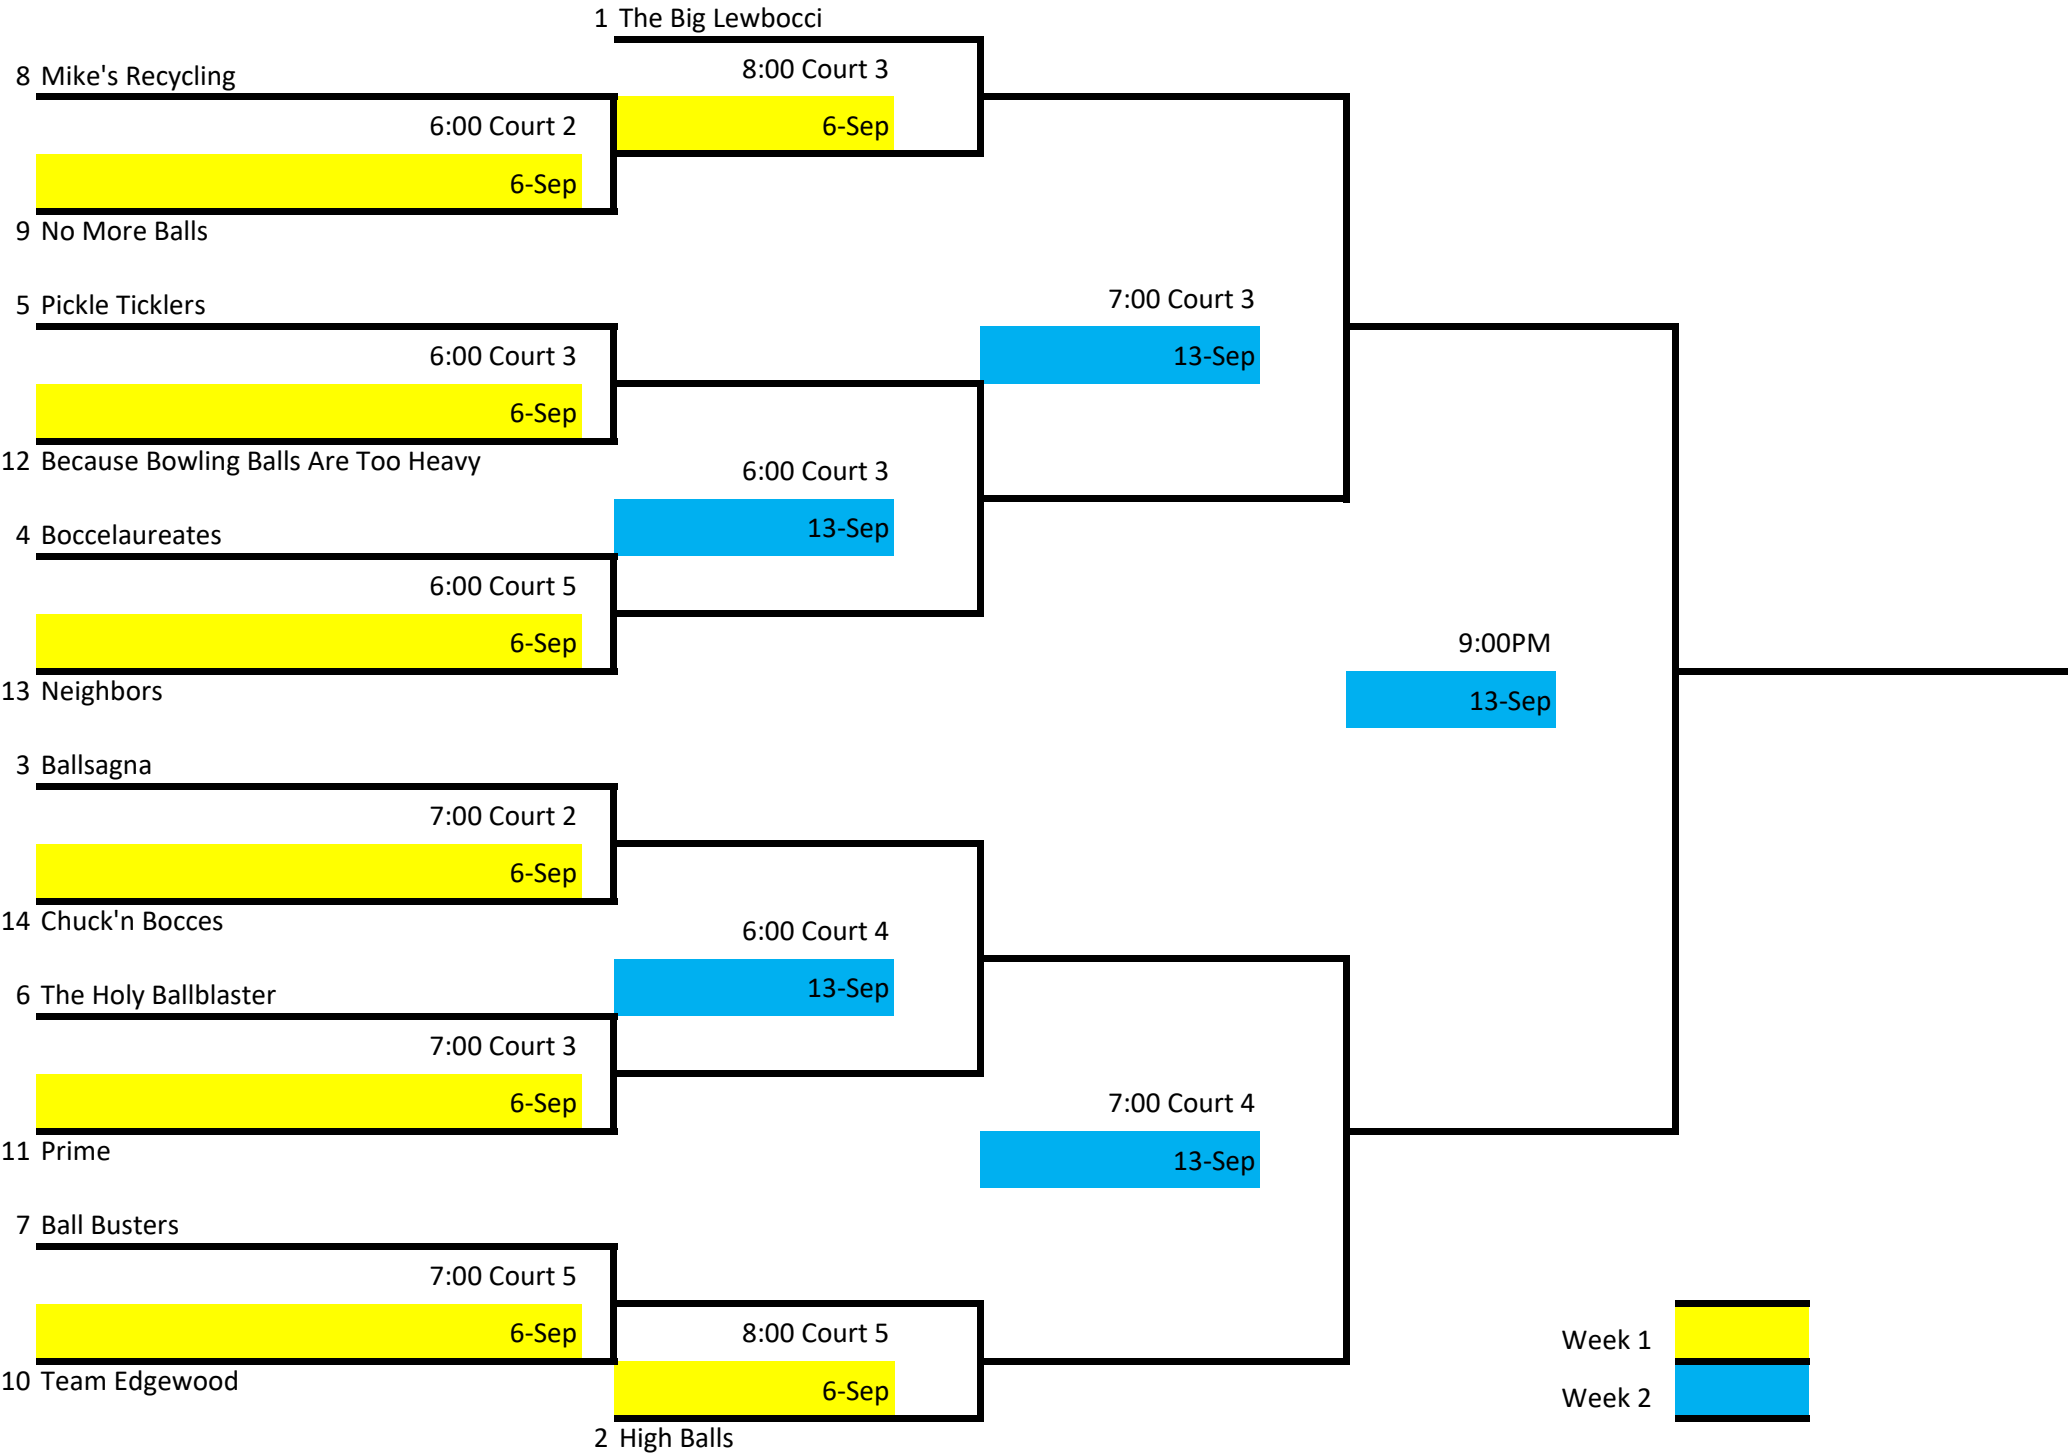 1 The Big Lewbocci
8:00 Court 3
8 Mike's Recycling
6:00 Court 2
6-Sep
6-Sep
9 No More Balls
5 Pickle Ticklers
7:00 Court 3
6:00 Court 3
13-Sep
6-Sep
12 Because Bowling Balls Are Too Heavy
6:00 Court 3
4 Boccelaureates
13-Sep
6:00 Court 5
6-Sep
9:00PM
13 Neighbors
13-Sep
3 Ballsagna
7:00 Court 2
6-Sep
14 Chuck'n Bocces
6:00 Court 4
6 The Holy Ballblaster
13-Sep
7:00 Court 3
6-Sep
7:00 Court 4
11 Prime
13-Sep
7 Ball Busters
7:00 Court 5
6-Sep
8:00 Court 5
Week 1
10 Team Edgewood
6-Sep
Week 2
2 High Balls